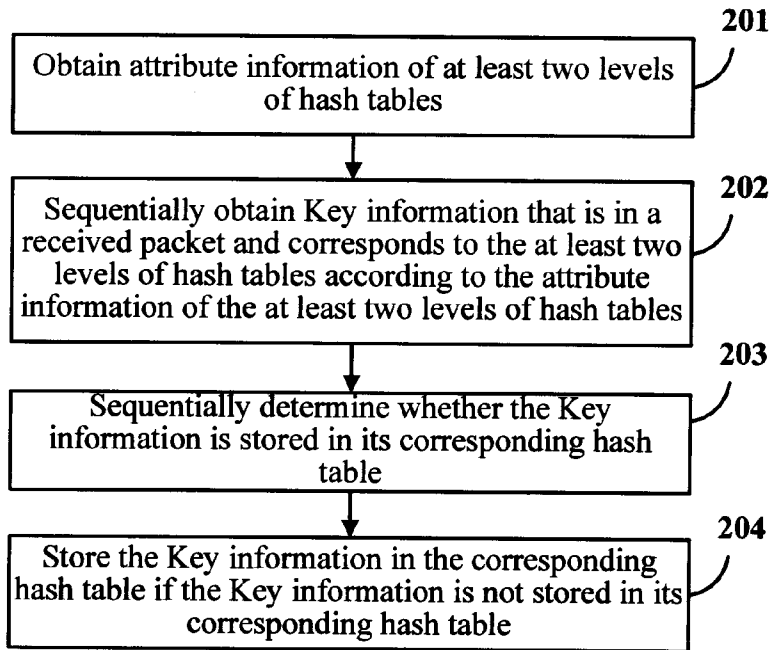 201
Obtain attribute information of at least two levels
of hash tables
202
Sequentially obtain Key information that is in a
received packet and corresponds to the at least two
levels of hash tables according to the attribute
information of the at least two levels of hash tables
203
Sequentially determine whether the Key
information is stored in its corresponding hash
table
204
Store the Key information in the corresponding
hash table if the Key information is not stored in its
corresponding hash table